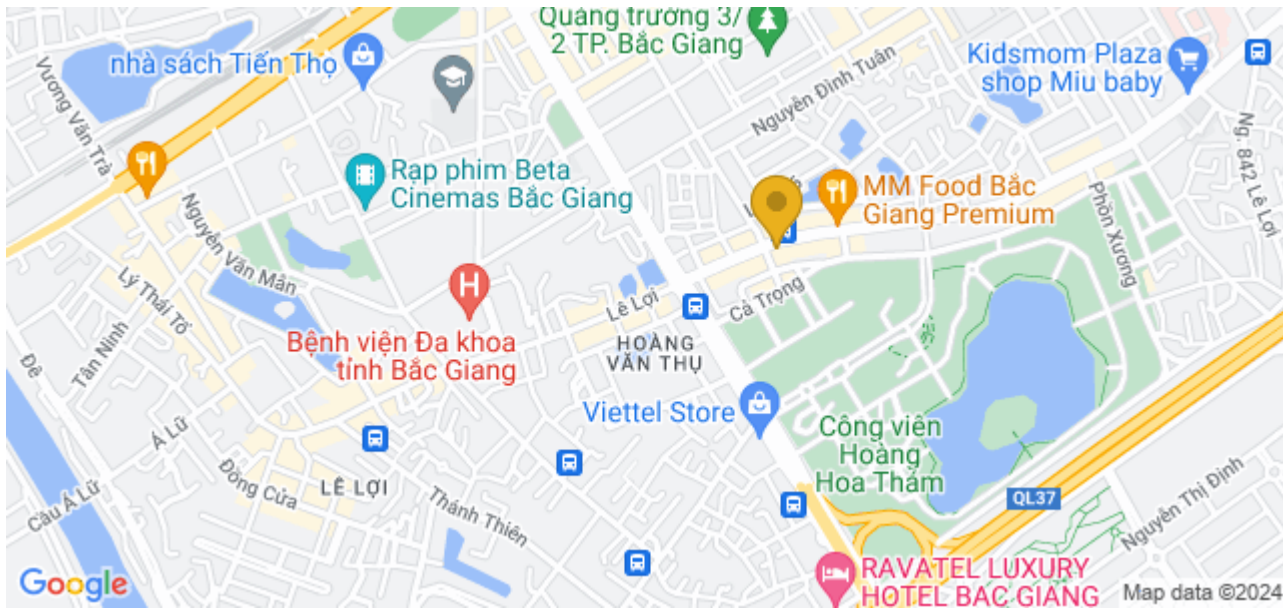 Quảng trường 3/
2 TP. Bắc Giang
nhà sách Tiến Thọ
Kidsmom Plaza
shop Miu baby
Vương Văn Trà
Nguyễn Đình Tuân
Ng. 842 Lê Lợi
Rạp phim Beta
Cinemas Bắc Giang
MM Food Bắc
Giang Premium
Phồn Xương
Nguyễn Văn Mẫn
Lý Thái Tổ
Tân Ninh
Lê Lợi
Cả Trọng
Bệnh viện Đa khoa
tỉnh Bắc Giang
HOÀNG
VĂN THỤ
Đê
Á Lữ
Viettel Store
Công viên
Hoàng
Hoa Thám
Cầu Á Lữ
Đồng Cửa
LÊ LỢI
Thánh Thiên
QL37
Nguyễn Thị Định
RAVATEL LUXURY
HOTEL BAC GIANG
Google
Map data ©2024